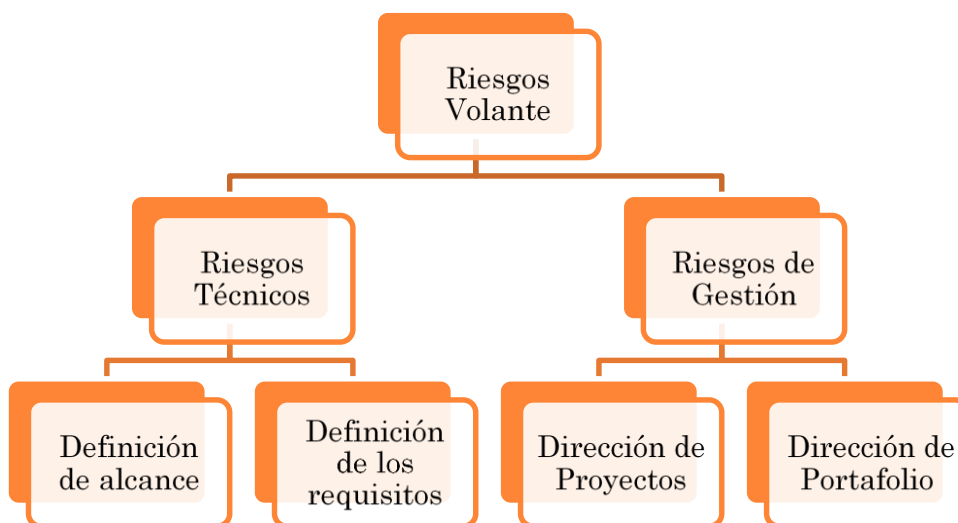 Riesgos
Volante
Riesgos
Técnicos
Riesgos de
Gestión
Definición
de alcance
Definición
de los
requisitos
Dirección de
Proyectos
Dirección de
Portafolio